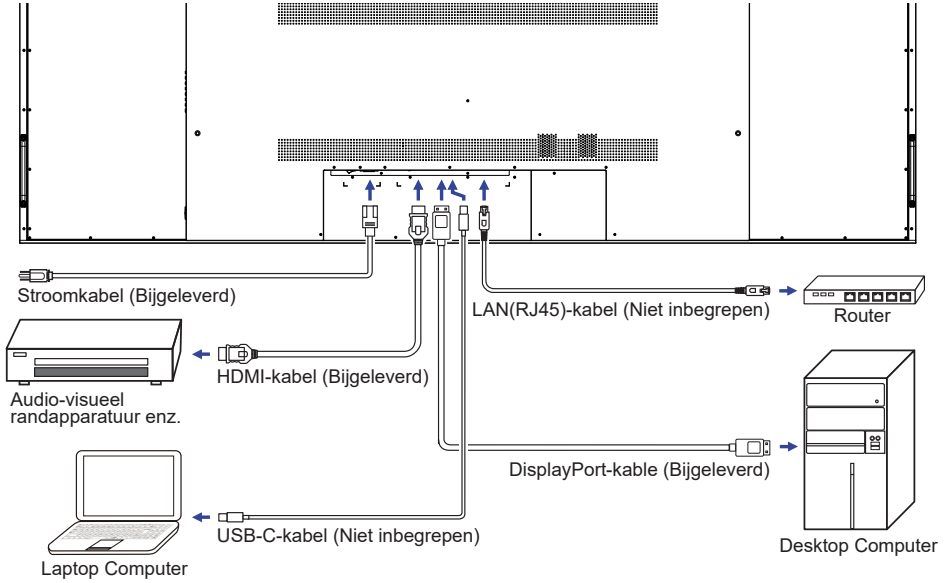 Stroomkabel (Bijgeleverd)
LAN(RJ45)-kabel (Niet inbegrepen)
Router
HDMI-kabel (Bijgeleverd)
Audio-visueel
randapparatuur enz.
DisplayPort-kable (Bijgeleverd)
USB-C-kabel (Niet inbegrepen)
Desktop Computer
Laptop Computer